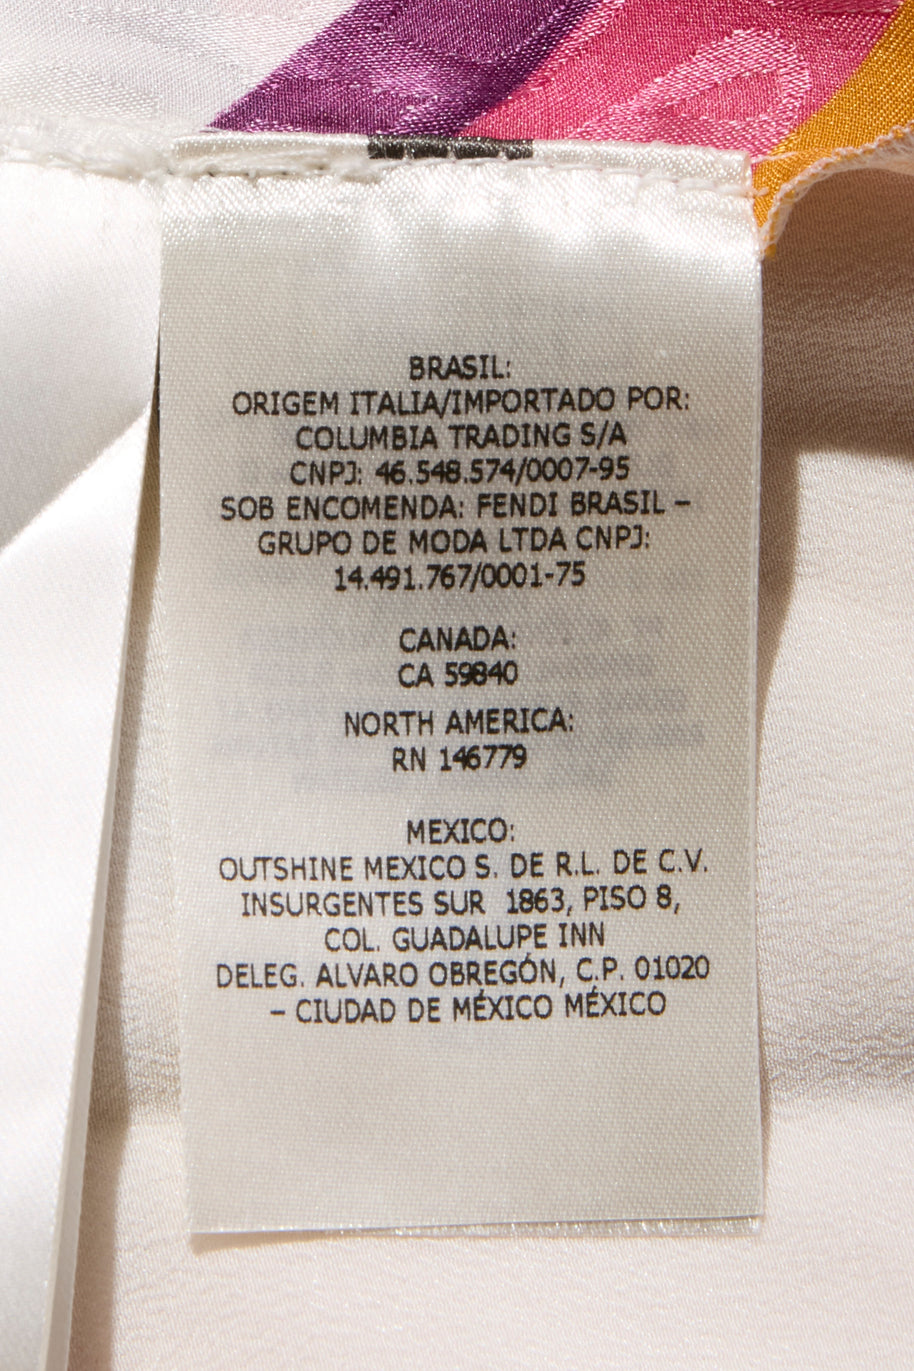 BRASIL:
ORIGEM ITALIA/IMPORTADO POR:
COLUMBIA TRADING S/A
CNPJ: 46.548.574/0007-95
SOB ENCOMENDA: FENDI BRASIL –
GRUPO DE MODA LTDA CNPJ:
14.491.767/0001-75
CANADA:
CA 59840
NORTH AMERICA:
RN 146779
MEXICO:
OUTSHINE MEXICO S. DE R.L. DE C.V.
INSURGENTES SUR  1863, PISO 8,
COL. GUADALUPE INN
DELEG. ALVARO OBREGÓN, C.P. 01020
– CIUDAD DE MÉXICO MÉXICO